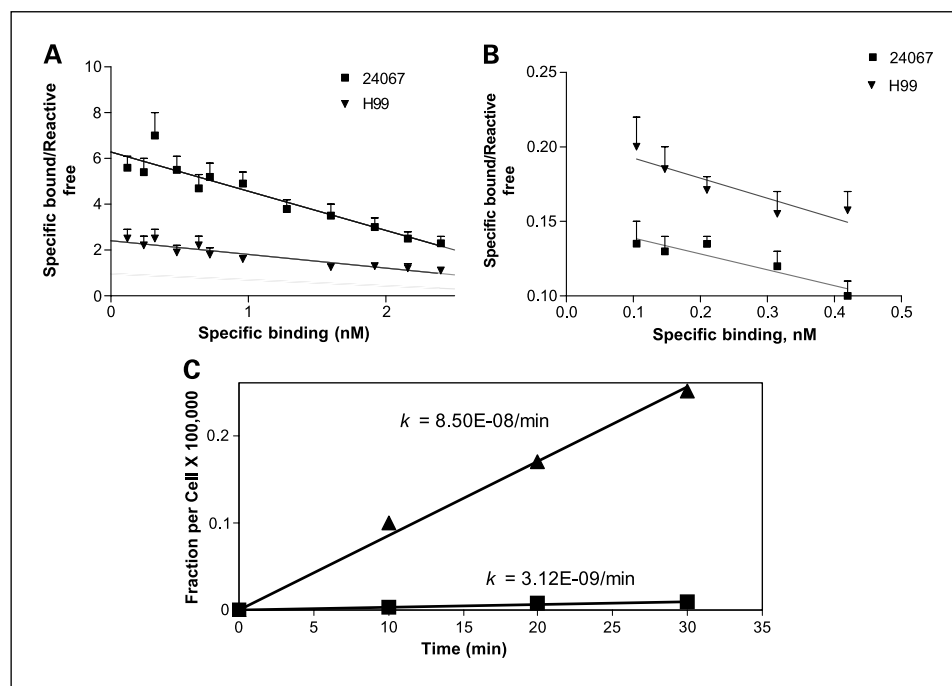 A
Specific bound/Reactive
free
10
8
6
4
2
0
24067
H99
0
1
2
Specific binding (nM)
B
Specific bound/Reactive
free
0.25
0.20
0.15
0.10
24067
H99
0.0
0.1
0.2
0.3
0.4
0.5
Specific binding, nM
C
Fraction per Cell X 100,000
0.2
0.1
0
k = 8.50E-08/min
k = 3.12E-09/min
0
5
10
15
20
25
30
35
Time (min)